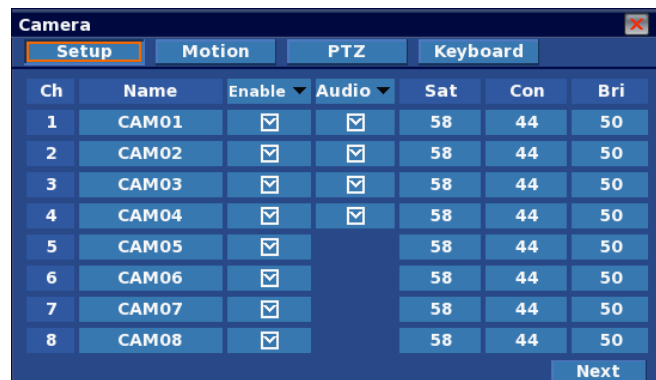 Camera
Setup Motion PTZ Keyboard
Ch Name Enable Audio Sat Con Bri
1 CAM01 58 44 50
2 CAM02 58 44 50
3 CAM03 58 44 50
4 CAM04 58 44 50
5 CAM05 58 44 50
6 CAM06 58 44 50
7 CAM07 58 44 50
8 CAM08 58 44 50
Next